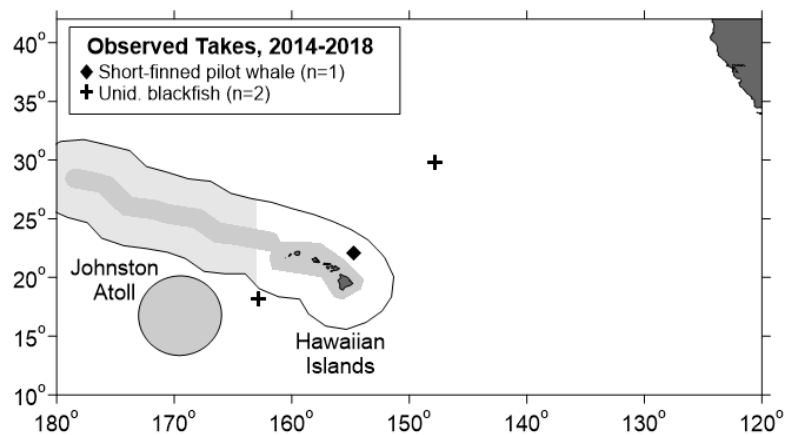 Observed Takes, 2014-2018
Short-finned pilot whale (n=1)
Unid. blackfish (n=2)
40°
35°
30°
25°
20°
15°
10°
Johnston
Atoll
Hawaiian
Islands
180° 170° 160° 150° 140° 130° 120°